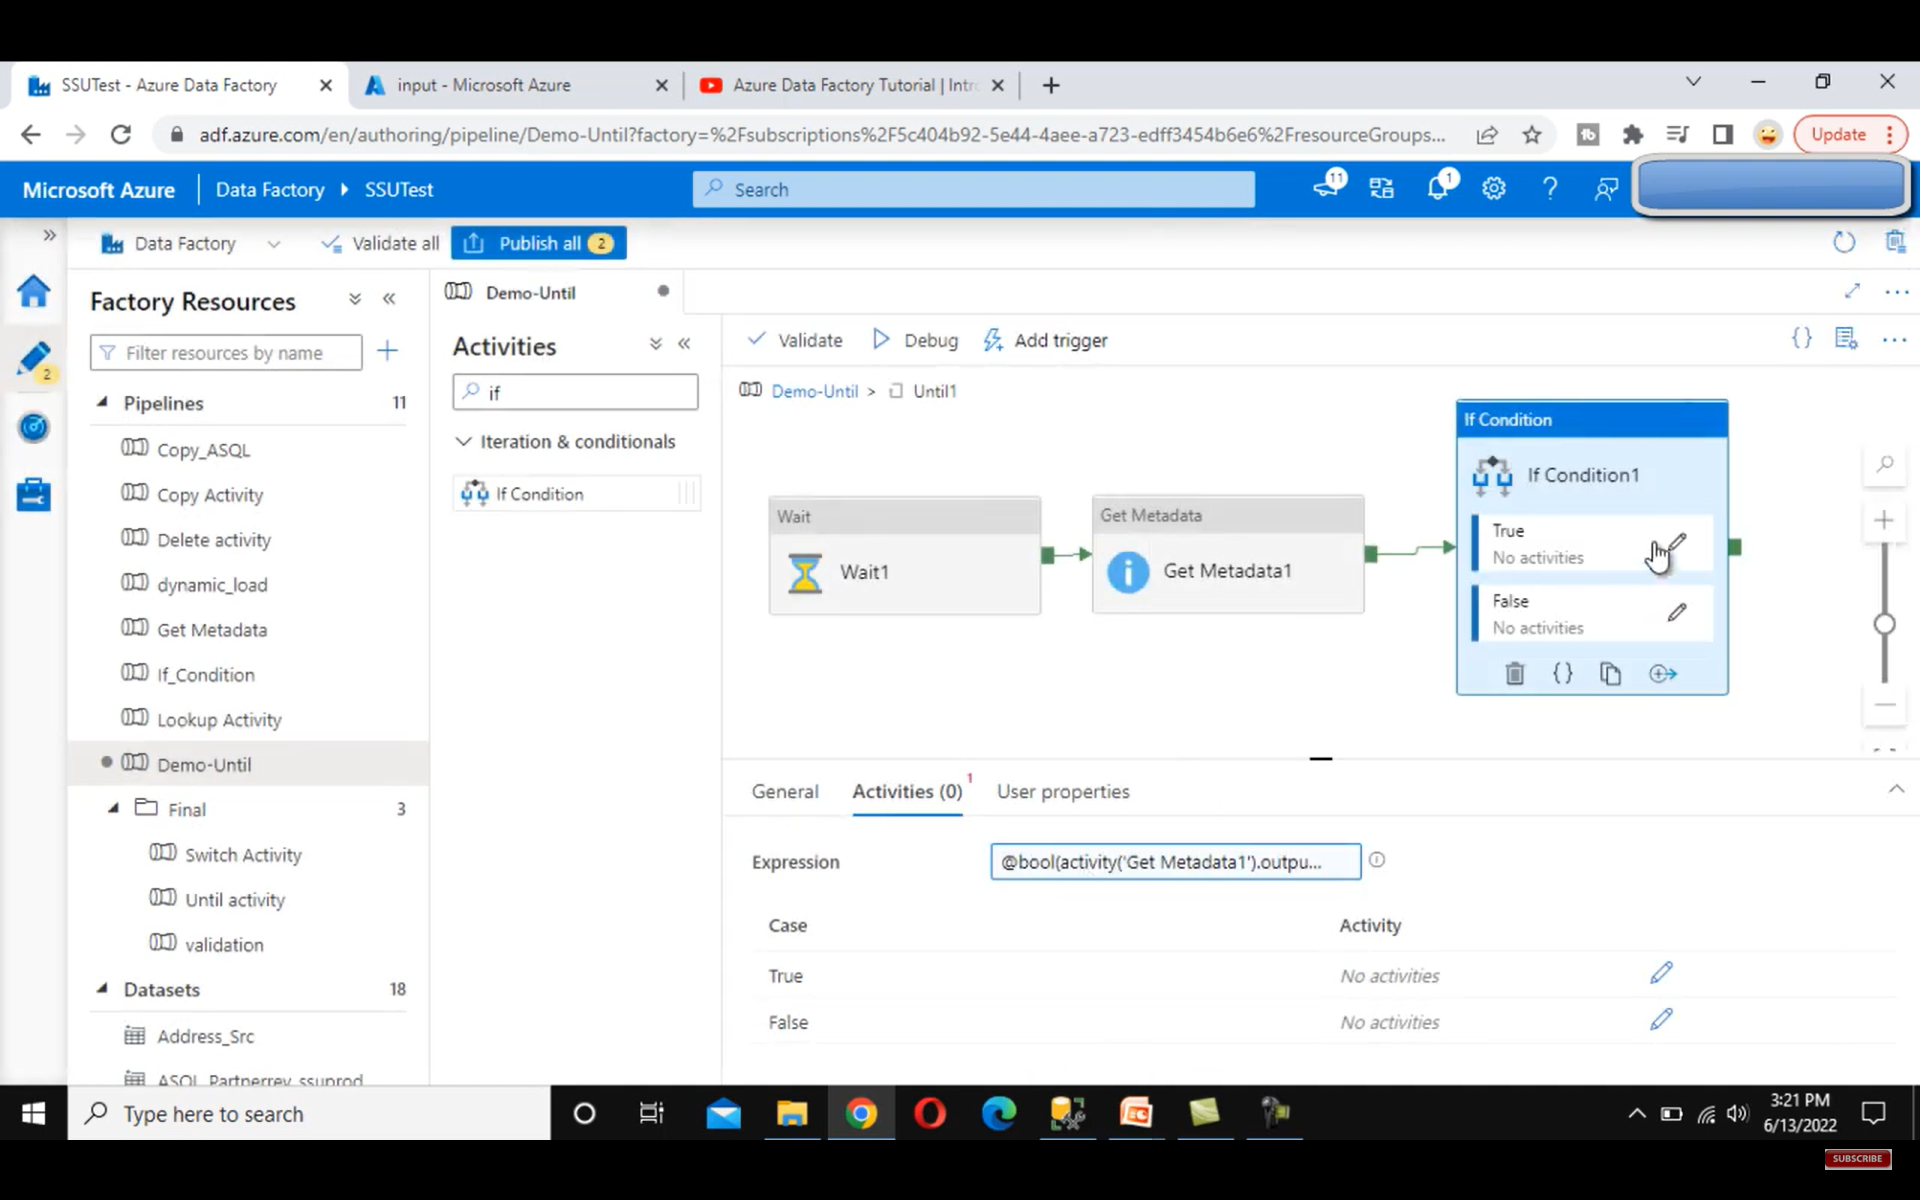 SSUTest - Azure Data Factory
input - Microsoft Azure
Azure Data Factory Tutorial | Intr
adf.azure.com/en/authoring/pipeline/Demo-Until?factory=%2Fsubscriptions%2F5c404b92-5e44-4aee-a723-edff3454b6e6%2FresourceGroups...
tb
Update
Microsoft Azure
Data Factory
SSUTest
Search
11
1
Data Factory
Validate all
Publish all 2
Factory Resources
Filter resources by name
2
Pipelines 11
Copy_ASQL
Copy Activity
Delete activity
dynamic_load
Get Metadata
If_Condition
Lookup Activity
Demo-Until
Final 3
Switch Activity
Until activity
validation
Datasets 18
Address_Src
ASQL_Partnerrey_ssuprod
Demo-Until
Activities
if
Iteration & conditionals
If Condition
Validate
Debug
Add trigger
Demo-Until > Until1
Wait
Wait1
Get Metadata
Get Metadata1
If Condition
If Condition1
True
No activities
False
No activities
General
Activities (0) 1
User properties
Expression
@bool(activity('Get Metadata1').outpu...
Case Activity
True No activities
False No activities
Type here to search
3:21 PM
6/13/2022
SUBSCRIBE